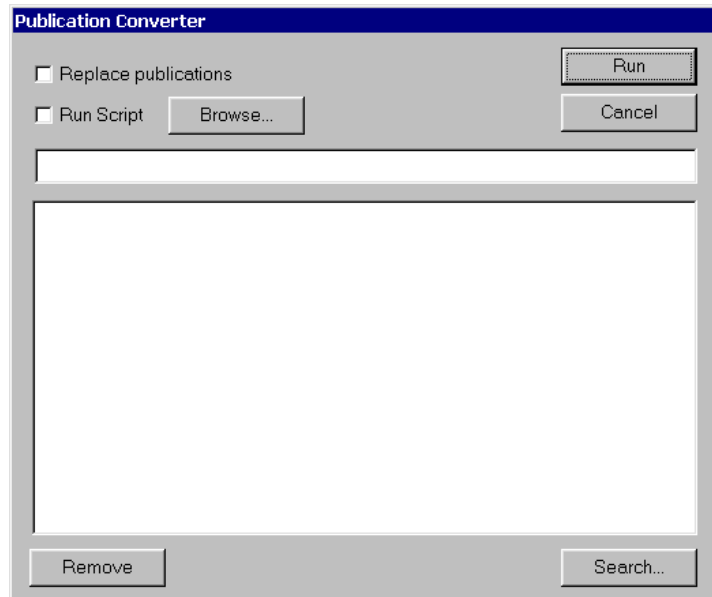 Publication Converter
Replace publications
Run
Run Script
Browse...
Cancel
Remove
Search...